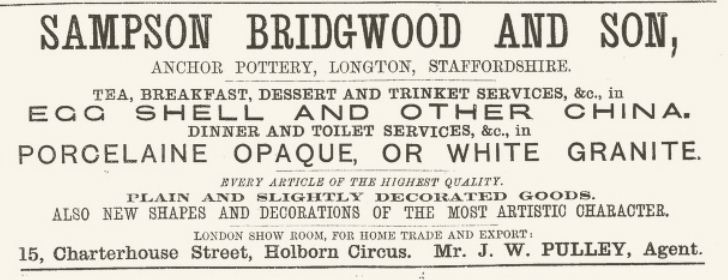 SAMPSON BRIDGWOOD AND SON,
ANCHOR POTTERY, LONGTON, STAFFORDSHIRE.
TEA, BREAKFAST, DESSERT AND TRINKET SERVICES, &c., in
EGG SHELL AND OTHER CHINA.
DINNER AND TOILET SERVICES, &c., in
PORCELAINE OPAQUE, OR WHITE GRANITE.
EVERY ARTICLE OF THE HIGHEST QUALITY.
PLAIN AND SLIGHTLY DECORATED GOODS.
ALSO NEW SHAPES AND DECORATIONS OF THE MOST ARTISTIC CHARACTER.
LONDON SHOW ROOM, FOR HOME TRADE AND EXPORT:
15, Charterhouse Street, Holborn Circus. Mr. J. W. PULLEY, Agent.